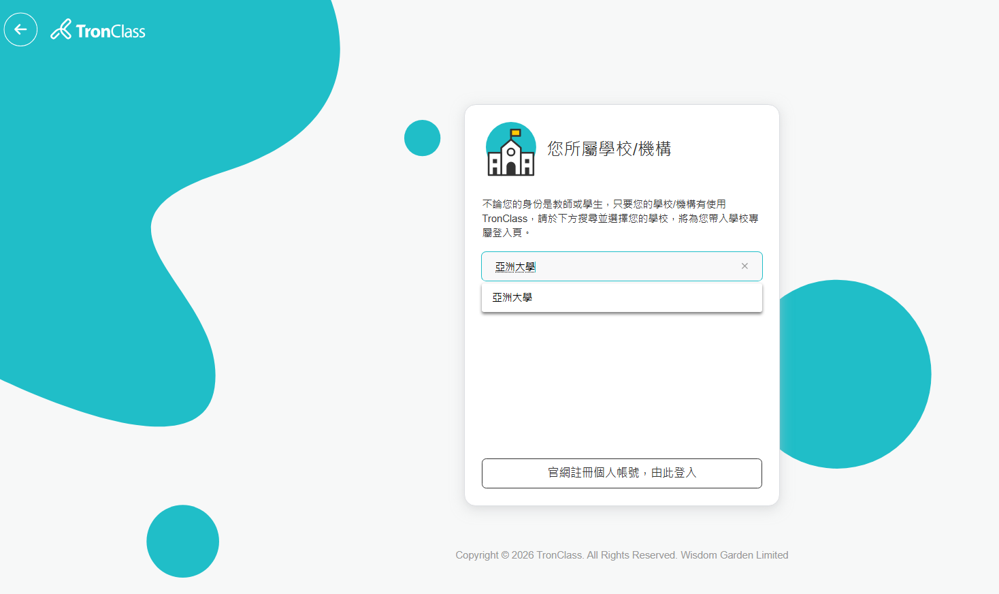 TronClass
您所屬學校/機構
不論您的身份是教師或學生，只要您的學校/機構有使用
TronClass，請於下方搜尋並選擇您的學校，將為您帶入學校專
屬登入頁。
亞洲大學
亞洲大學
官網註冊個人帳號，由此登入
Copyright © 2026 TronClass. All Rights Reserved. Wisdom Garden Limited